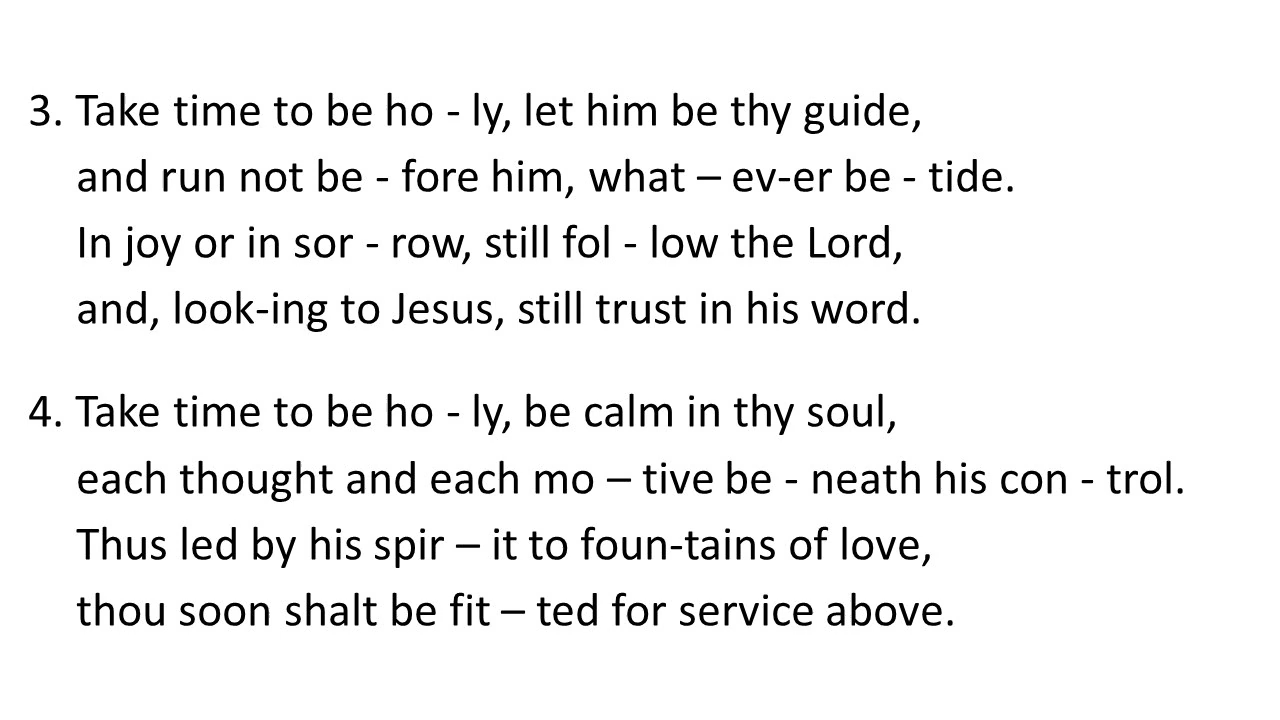 3. Take time to be ho - ly, let him be thy guide,
and run not be - fore him, what – ev-er be - tide.
In joy or in sor - row, still fol - low the Lord,
and, look-ing to Jesus, still trust in his word.
4. Take time to be ho - ly, be calm in thy soul,
each thought and each mo – tive be - neath his con - trol.
Thus led by his spir – it to foun-tains of love,
thou soon shalt be fit – ted for service above.